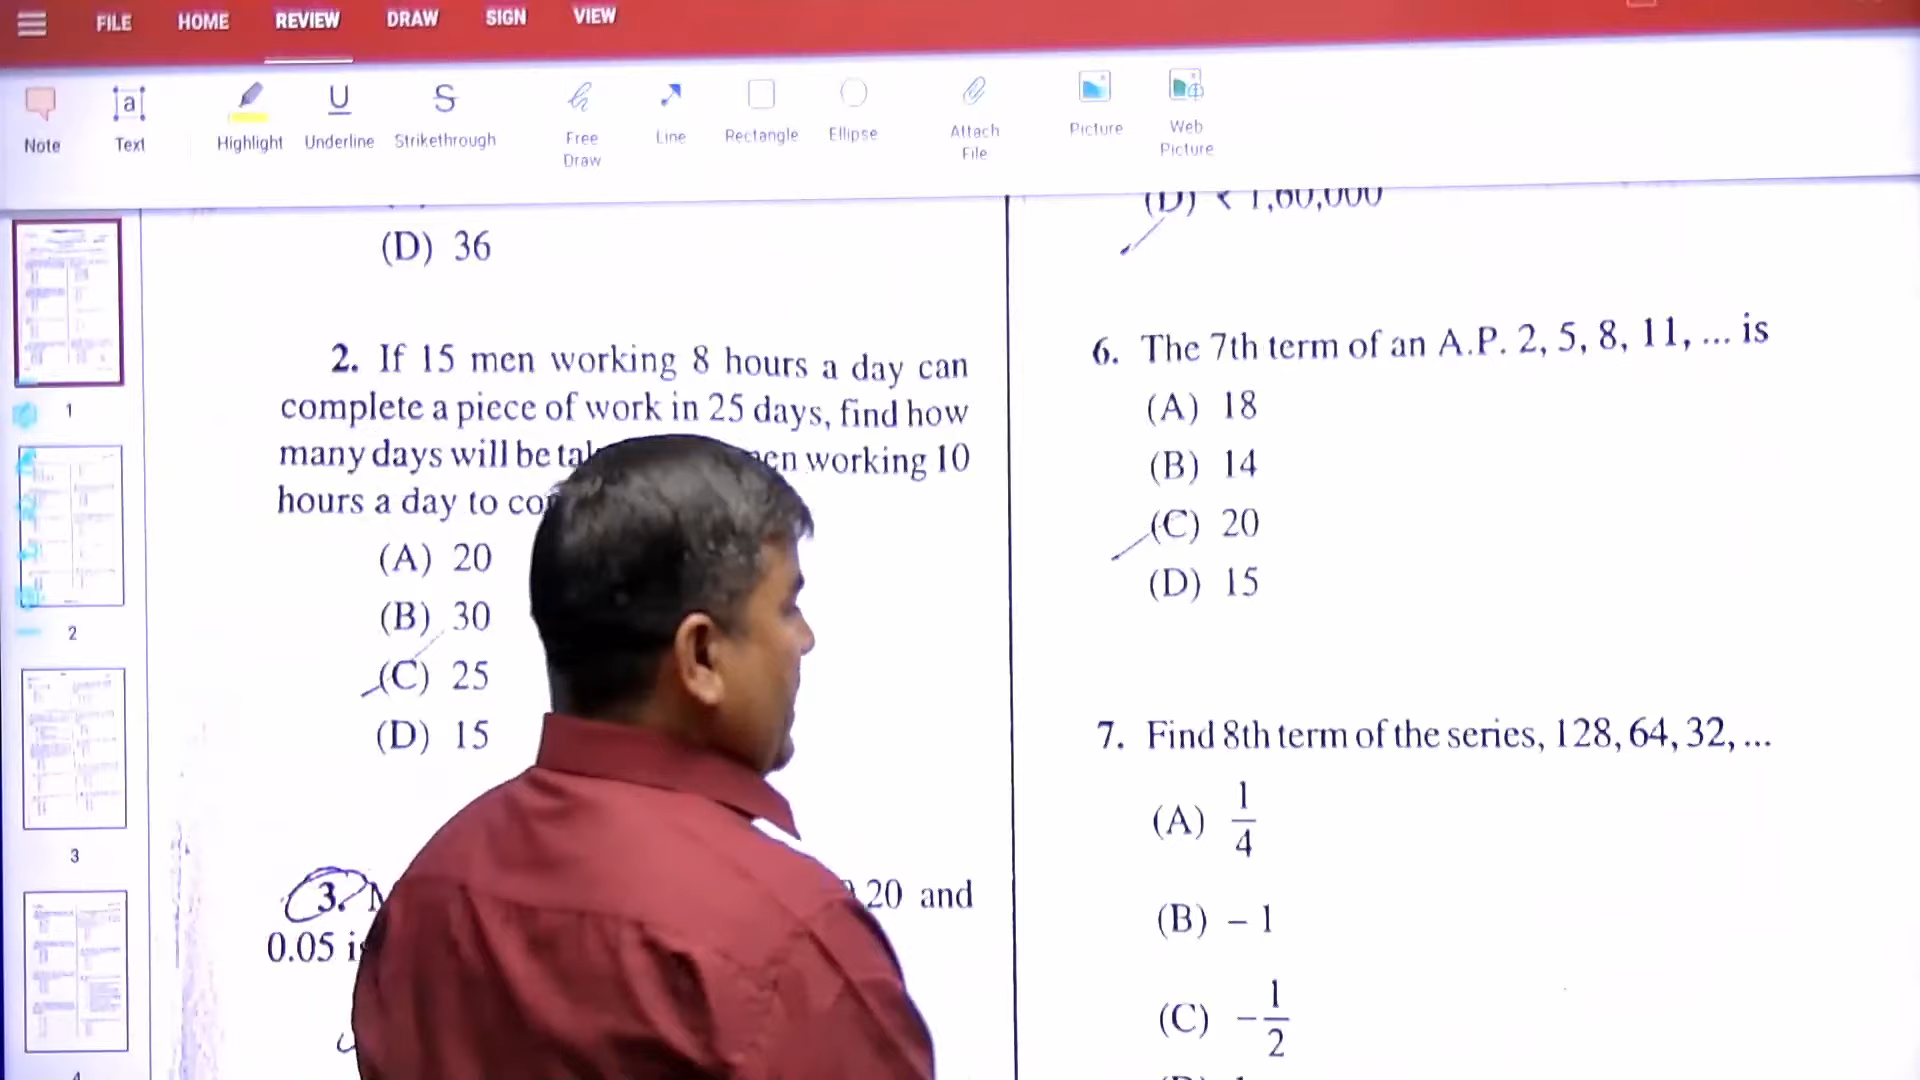 FILE HOME REVIEW DRAW SIGN VIEW
Note Text Highlight Underline Strikethrough Free Draw Line Rectangle Ellipse Attach File Picture Web Picture
1
2
3
(D) 36
2. If 15 men working 8 hours a day can
complete a piece of work in 25 days, find how
many days will be working 10
hours a day to
(A) 20
(B) 30
(C) 25
(D) 15
3. 20 and
0.05
(D) ₹ 1,60,000
6. The 7th term of an A.P. 2, 5, 8, 11, ... is
(A) 18
(B) 14
(C) 20
(D) 15
7. Find 8th term of the series, 128, 64, 32, ...
(A) 1/4
(B) – 1
(C) –1/2